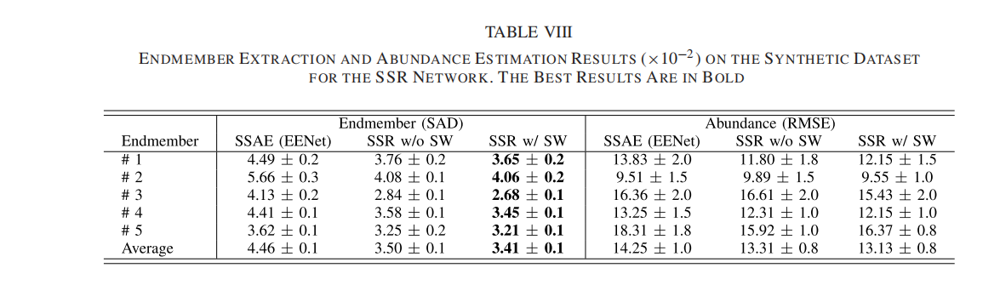 TABLE VIII
ENDMEMBER EXTRACTION AND ABUNDANCE ESTIMATION RESULTS (×10−2) ON THE SYNTHETIC DATASET
FOR THE SSR NETWORK. THE BEST RESULTS ARE IN BOLD
Endmember (SAD) Abundance (RMSE)
Endmember SSAE (EENet) SSR w/o SW SSR w/ SW SSAE (EENet) SSR w/o SW SSR w/ SW
# 1 4.49 ± 0.2 3.76 ± 0.2 3.65 ± 0.2 13.83 ± 2.0 11.80 ± 1.8 12.15 ± 1.5
# 2 5.66 ± 0.3 4.08 ± 0.1 4.06 ± 0.2 9.51 ± 1.5 9.89 ± 1.5 9.55 ± 1.0
# 3 4.13 ± 0.2 2.84 ± 0.1 2.68 ± 0.1 16.36 ± 2.0 16.61 ± 2.0 15.43 ± 2.0
# 4 4.41 ± 0.1 3.58 ± 0.1 3.45 ± 0.1 13.25 ± 1.5 12.31 ± 1.0 12.15 ± 1.0
# 5 3.62 ± 0.1 3.25 ± 0.2 3.21 ± 0.1 18.31 ± 1.8 15.92 ± 1.0 16.37 ± 0.8
Average 4.46 ± 0.1 3.50 ± 0.1 3.41 ± 0.1 14.25 ± 1.0 13.31 ± 0.8 13.13 ± 0.8